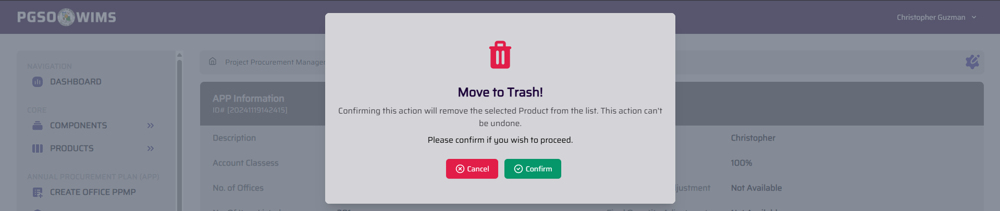 PGSO WIMS
Christopher Guzman
NAVIGATION
DASHBOARD
CORE
COMPONENTS
PRODUCTS
ANNUAL PROCUREMENT PLAN (APP)
CREATE OFFICE PPMP
Project Procurement Manager
APP Information
ID# [20241119142415]
Description
Christopher
Account Classess
100%
No. of Offices
justment
Not Available
Move to Trash!
Confirming this action will remove the selected Product from the list. This action can't
be undone.
Please confirm if you wish to proceed.
Cancel
Confirm